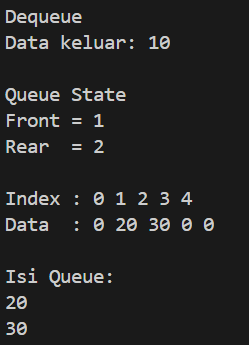 Dequeue
Data keluar: 10
Queue State
Front = 1
Rear  = 2
Index : 0 1 2 3 4
Data  : 0 20 30 0 0
Isi Queue:
20
30